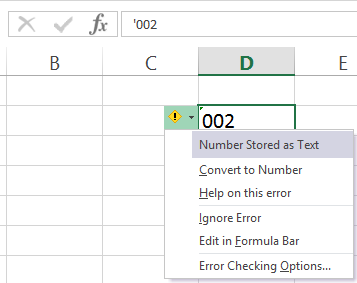 fx '002
B C D E
002
Number Stored as Text
Convert to Number
Help on this error
Ignore Error
Edit in Formula Bar
Error Checking Options...